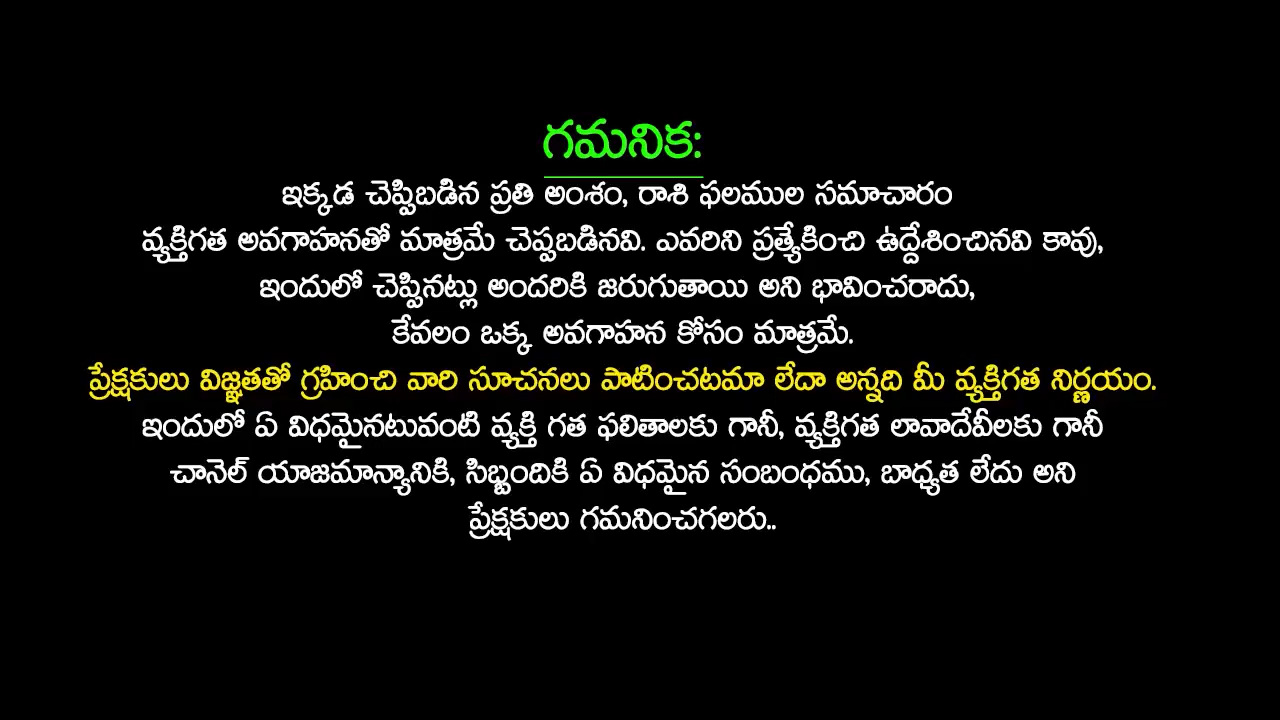 గమనిక:
ఇక్కడ చెప్పిబడిన ప్రతి అంశం, రాశి ఫలముల సమాచారం
వ్యక్తిగత అవగాహనతో మాత్రమే చెప్పబడినవి. ఎవరిని ప్రత్యేకించి ఉద్దేశించినవి కావు,
ఇందులో చెప్పినట్లు అందరికి జరుగుతాయి అని భావించరాదు,
కేవలం ఒక్క అవగాహన కోసం మాత్రమే.
ప్రేక్షకులు విజ్ఞతతో గ్రహించి వారి సూచనలు పాటించటమా లేదా అన్నది మీ వ్యక్తిగత నిర్ణయం.
ఇందులో ఏ విధమైనటువంటి వ్యక్తి గత ఫలితాలకు గానీ, వ్యక్తిగత లావాదేవీలకు గానీ
చానెల్ యాజమాన్యానికి, సిబ్బందికి ఏ విధమైన సంబంధము, బాధ్యత లేదు అని
ప్రేక్షకులు గమనించగలరు..